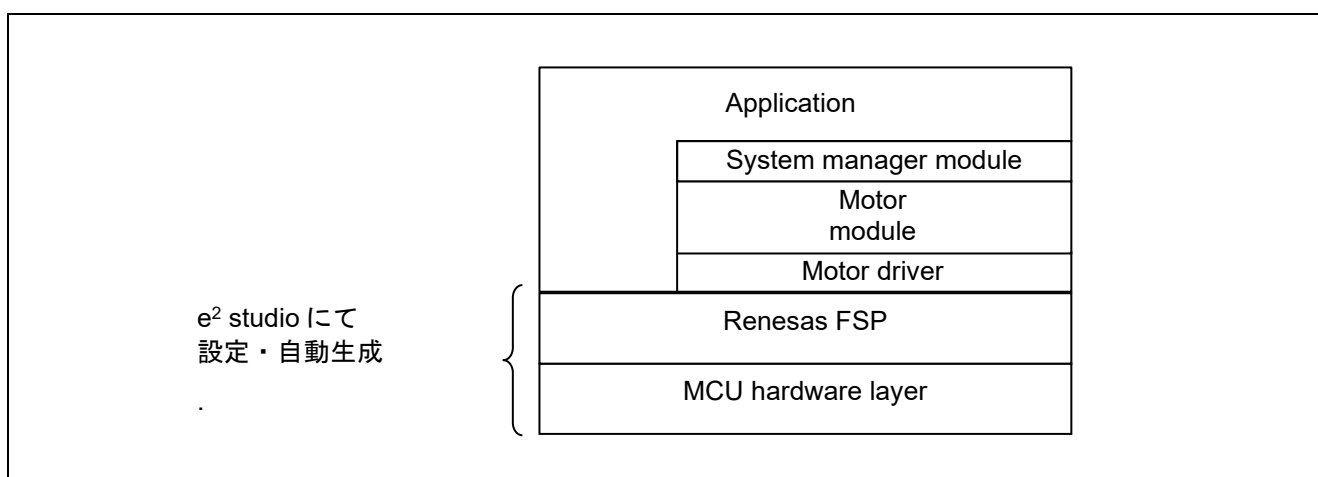 Application
System manager module
Motor
module
Motor driver
e² studio にて
設定・自動生成
.
Renesas FSP
MCU hardware layer